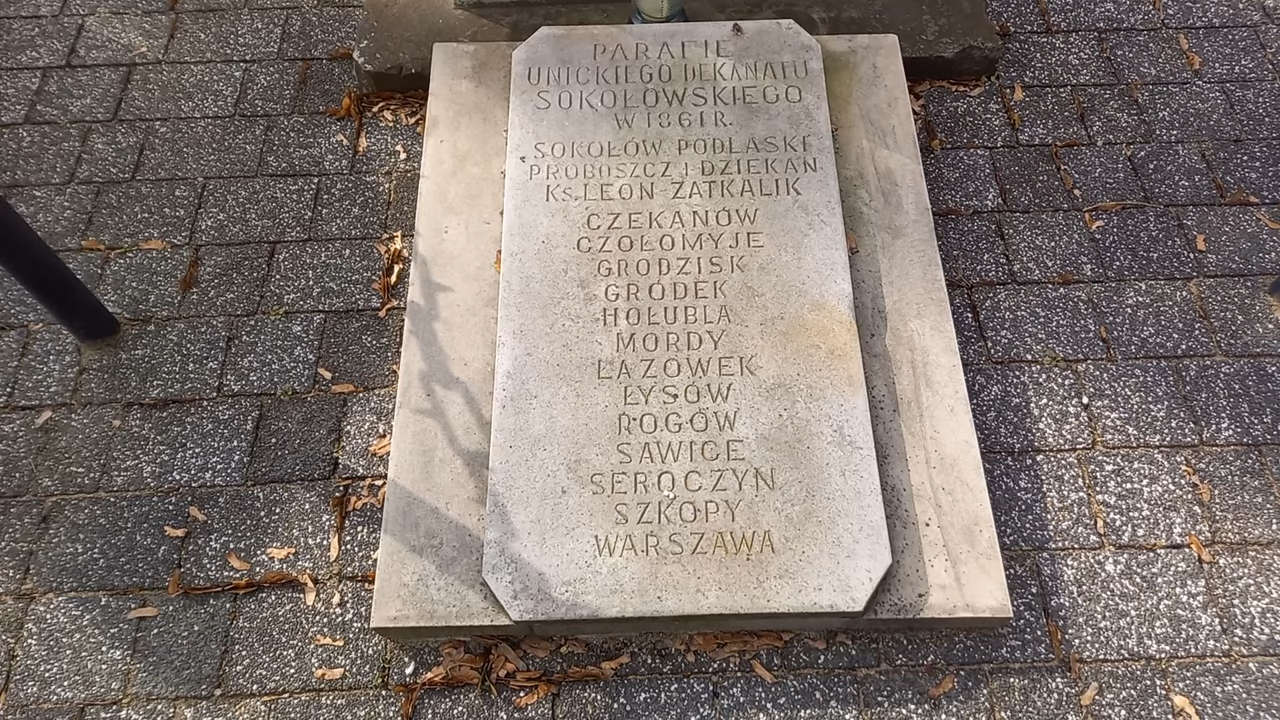 PARAFIE
UNICKIEGO DEKANATU
SOKOŁOWSKIEGO
W 1861 R.
SOKOŁÓW PODLASKI
PROBOSZCZ I DZIEKAN
Ks. LEON ZATKALIK
CZEKANÓW
CZOŁOMYJE
GRODZISK
GRÓDEK
HOŁUBLA
MORDY
ŁAZÓWEK
ŁYSÓW
ROGÓW
SAWICE
SEROCZYN
SZKOPY
WARSZAWA